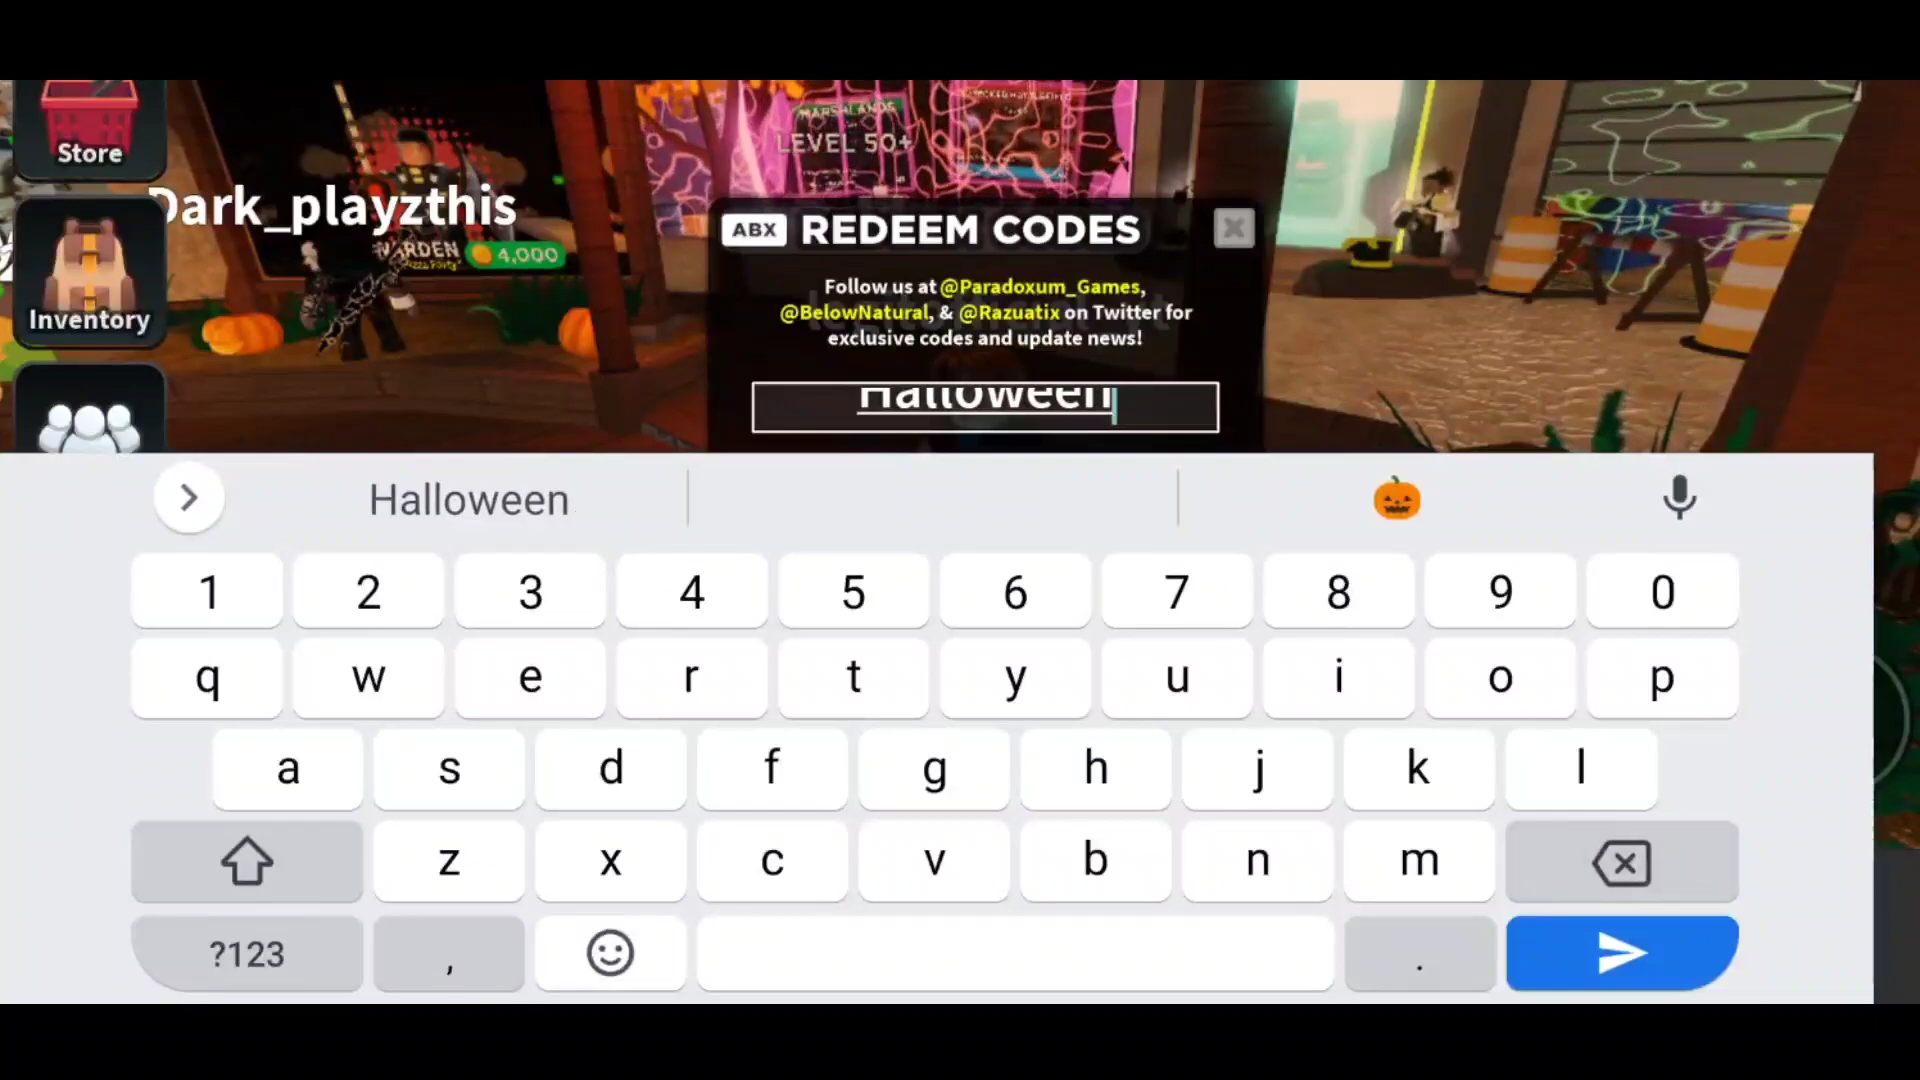 Store
Dark_playzthis
WARDEN 4,000
Inventory
MARSHLANDS
LEVEL 50+
ABX REDEEM CODES
Follow us at @Paradoxum_Games,
@BelowNatural, & @Razuatix on Twitter for
exclusive codes and update news!
Halloween
Halloween
1 2 3 4 5 6 7 8 9 0
q w e r t y u i o p
a s d f g h j k l
z x c v b n m
?123 , .